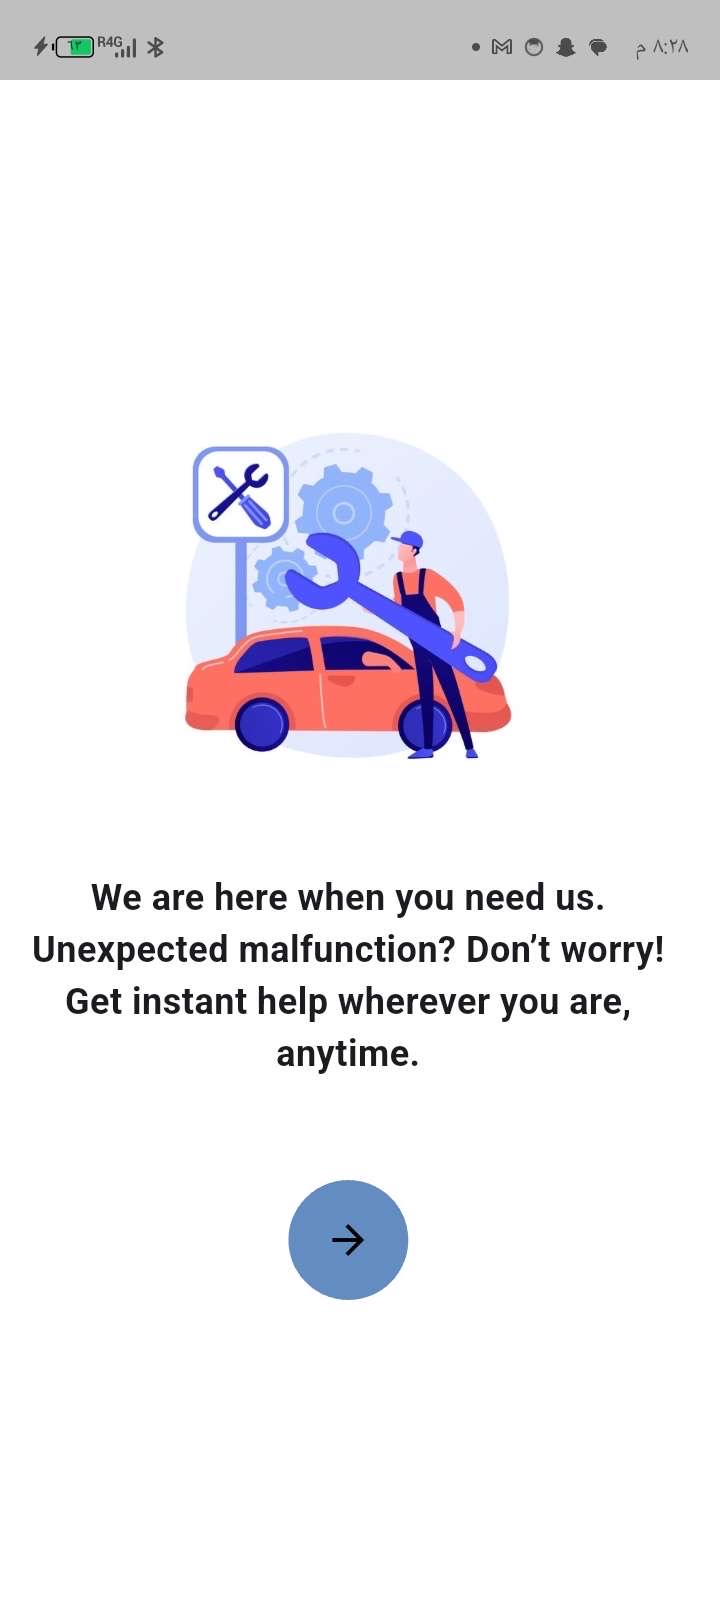 ٦٣ R4G ٨:٢٨ م
We are here when you need us.
Unexpected malfunction? Don’t worry!
Get instant help wherever you are,
anytime.